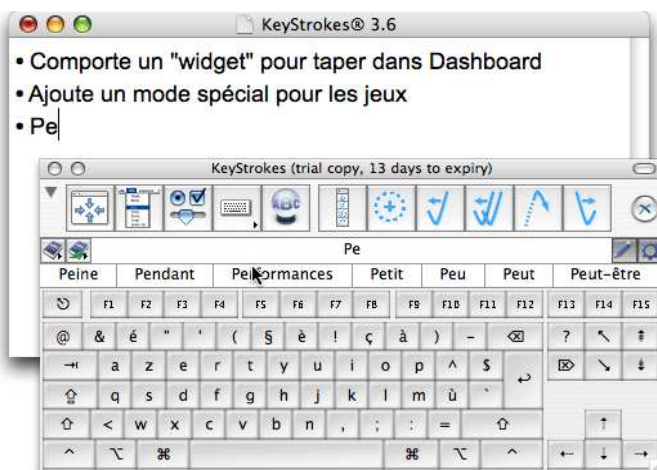 KeyStrokes® 3.6
• Comporte un "widget" pour taper dans Dashboard
• Ajoute un mode spécial pour les jeux
• Pe
KeyStrokes (trial copy, 13 days to expiry)
ABC
Pe
Peine Pendant Performances Petit Peu Peut Peut-être
F1 F2 F3 F4 F5 F6 F7 F8 F9 F10 F11 F12 F13 F14 F15
@ & é " ' ( § è ! ç à ) - ?
a z e r t y u i o p ^ $
q s d f g h j k l m ù `
< w x c v b n , ; : =
^ ⌥ ⌘ ⌘ ⌥ ^